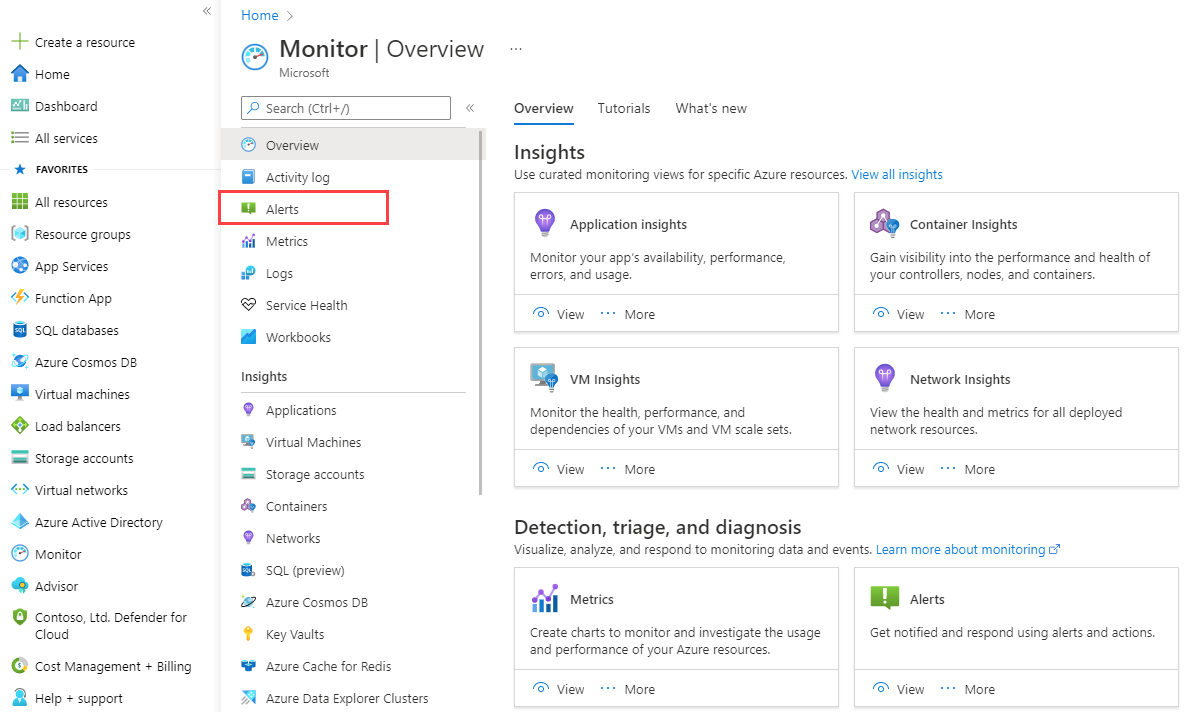 «
Create a resource
Home
Dashboard
All services
FAVORITES
All resources
Resource groups
App Services
Function App
SQL databases
Azure Cosmos DB
Virtual machines
Load balancers
Storage accounts
Virtual networks
Azure Active Directory
Monitor
Advisor
Contoso, Ltd. Defender for
Cloud
Cost Management + Billing
Help + support
Home >
Monitor | Overview ...
Microsoft
Search (Ctrl+/) «
Overview
Activity log
Alerts
Metrics
Logs
Service Health
Workbooks
Insights
Applications
Virtual Machines
Storage accounts
Containers
Networks
SQL (preview)
Azure Cosmos DB
Key Vaults
Azure Cache for Redis
Azure Data Explorer Clusters
Overview Tutorials What's new
Insights
Use curated monitoring views for specific Azure resources. View all insights
Application insights
Monitor your app's availability, performance,
errors, and usage.
View ... More
Container Insights
Gain visibility into the performance and health of
your controllers, nodes, and containers.
View ... More
VM Insights
Monitor the health, performance, and
dependencies of your VMs and VM scale sets.
View ... More
Network Insights
View the health and metrics for all deployed
network resources.
View ... More
Detection, triage, and diagnosis
Visualize, analyze, and respond to monitoring data and events. Learn more about monitoring
Metrics
Create charts to monitor and investigate the usage
and performance of your Azure resources.
View ... More
Alerts
Get notified and respond using alerts and actions.
View ... More